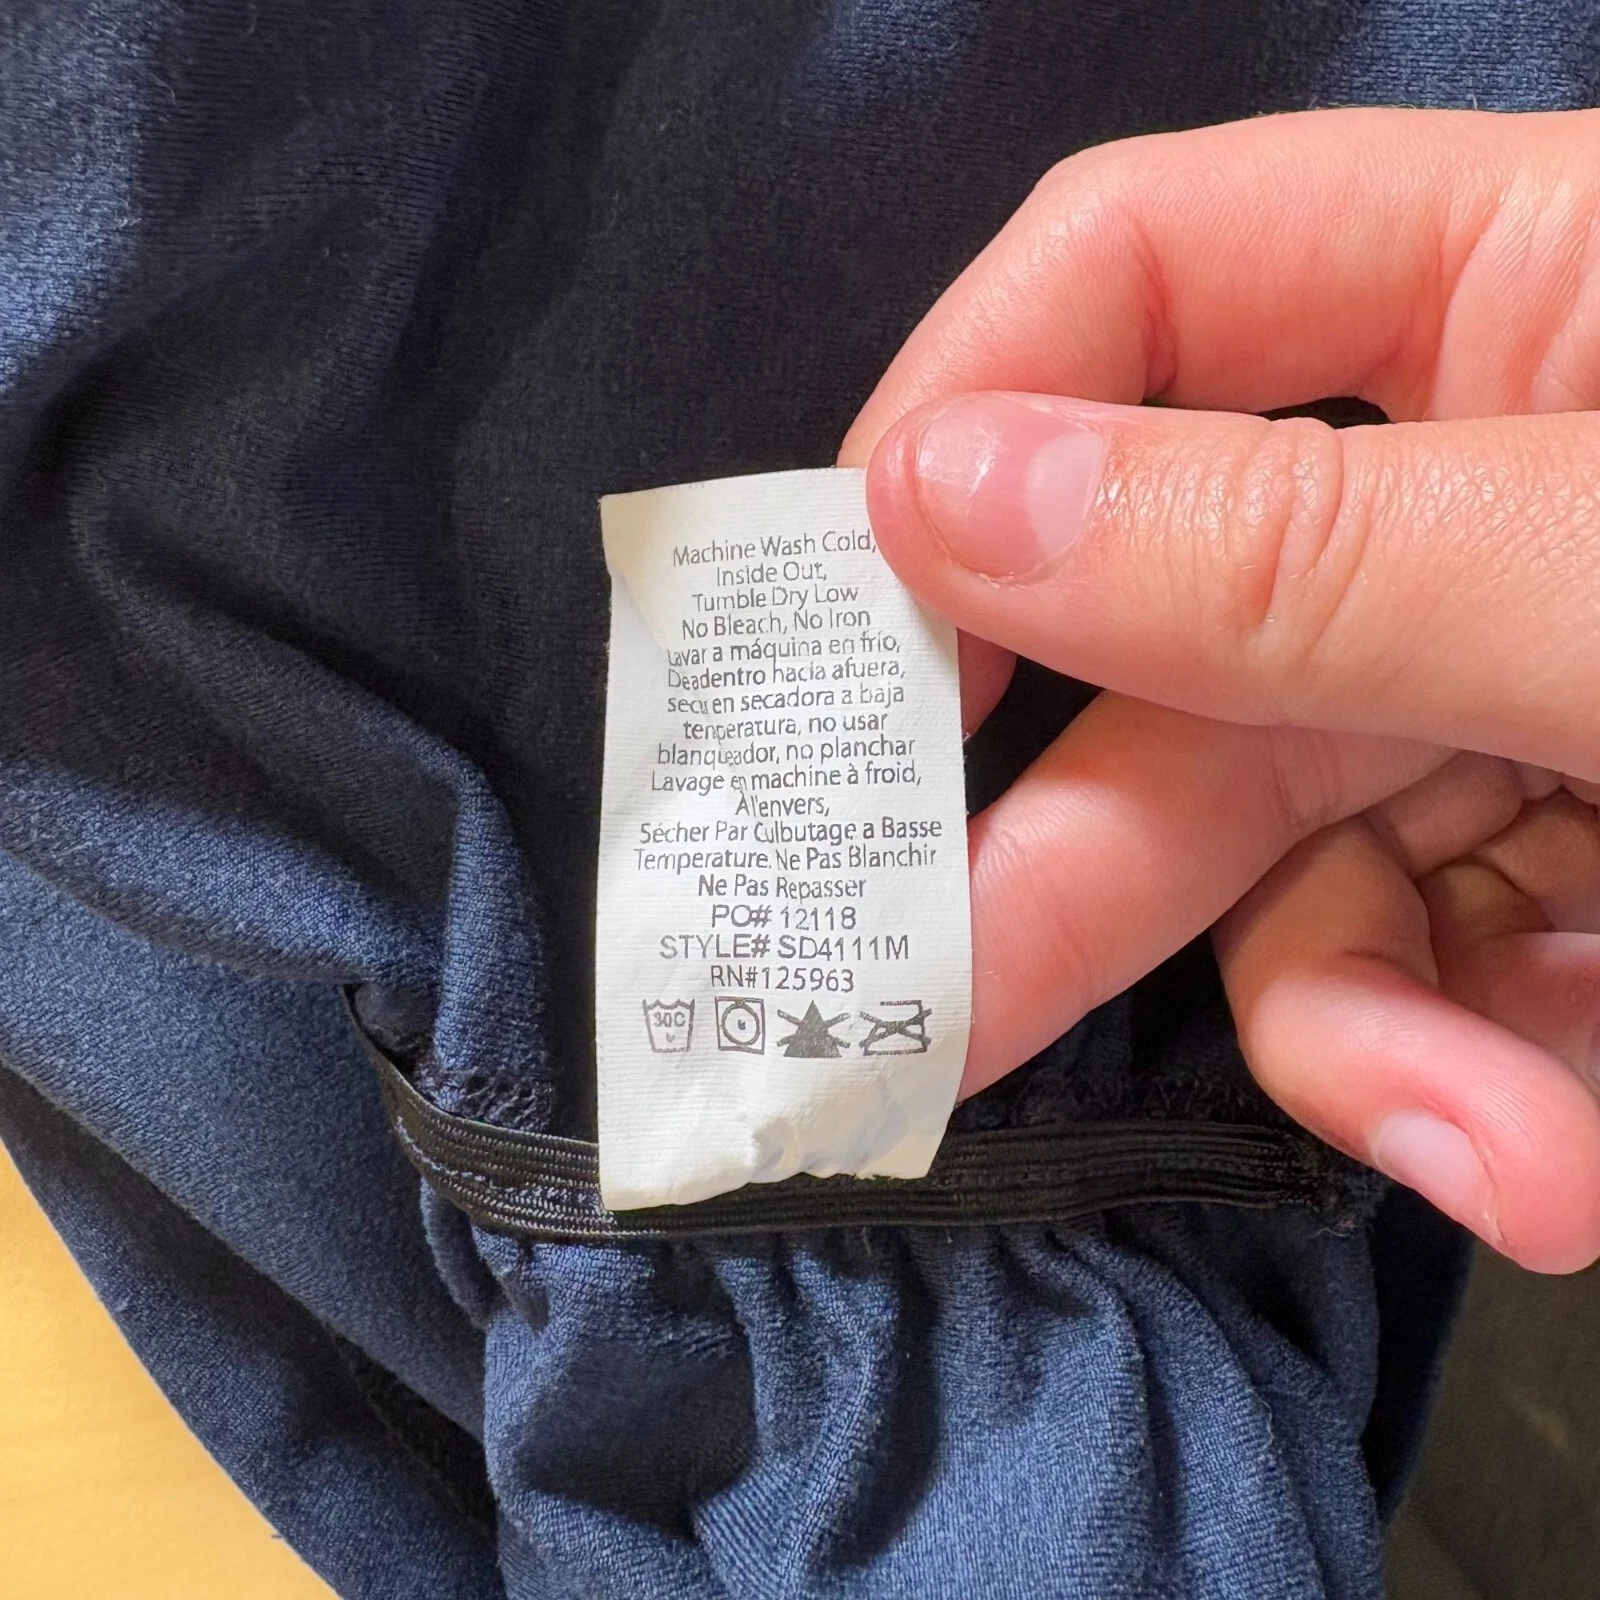 Machine Wash Cold,
Inside Out,
Tumble Dry Low
No Bleach, No Iron
Lavar a máquina en frío,
Deadentro hacia afuera,
secu en secadora a baja
temperatura, no usar
blanqueador, no planchar
Lavage en machine à froid,
À l'envers,
Sécher Par Culbutage a Basse
Temperature. Ne Pas Blanchir
Ne Pas Repasser
PO# 12118
STYLE# SD4111M
RN#125963
30C